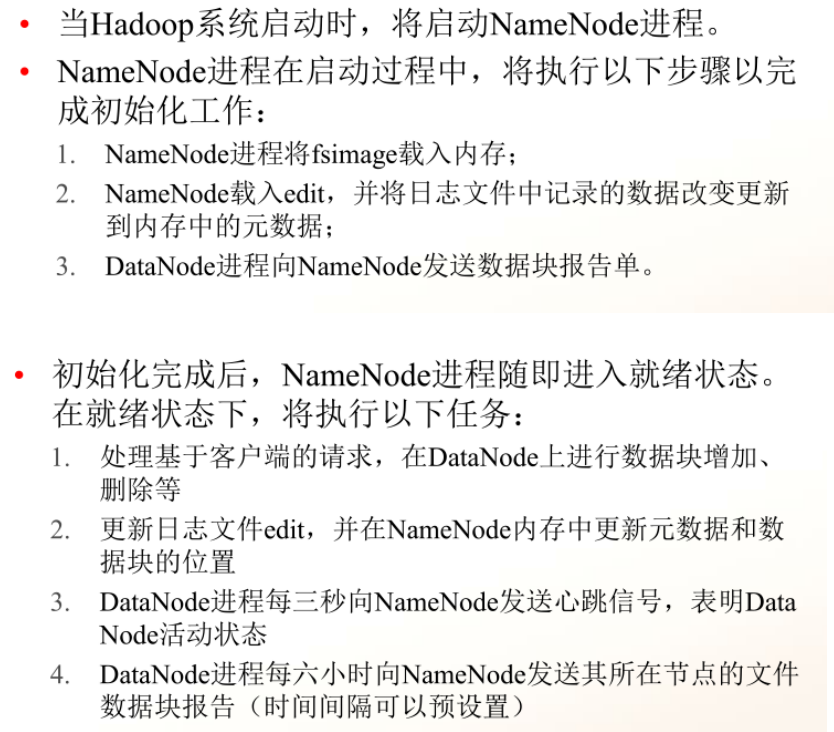 • 当Hadoop系统启动时，将启动NameNode进程。
• NameNode进程在启动过程中，将执行以下步骤以完
成初始化工作：
1. NameNode进程将fsimage载入内存；
2. NameNode载入edit，并将日志文件中记录的数据改变更新
到内存中的元数据；
3. DataNode进程向NameNode发送数据块报告单。
• 初始化完成后，NameNode进程随即进入就绪状态。
在就绪状态下，将执行以下任务：
1. 处理基于客户端的请求，在DataNode上进行数据块增加、
删除等
2. 更新日志文件edit，并在NameNode内存中更新元数据和数
据块的位置
3. DataNode进程每三秒向NameNode发送心跳信号，表明Data
Node活动状态
4. DataNode进程每六小时向NameNode发送其所在节点的文件
数据块报告（时间间隔可以预设置）